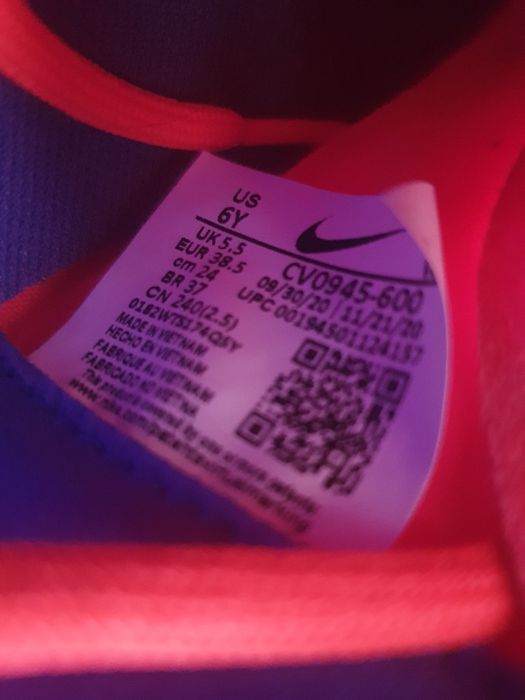 US
6Y
UK 5.5
EUR 38.5
cm 24
BR 37
CN 240(2.5)
CV0945-600
09/30/20 11/21/20
UPC 00194501124157
MADE IN VIETNAM
HECHO EN VIETNAM
FABRIQUE AU VIETNAM
FABRICADO NO VIETNA